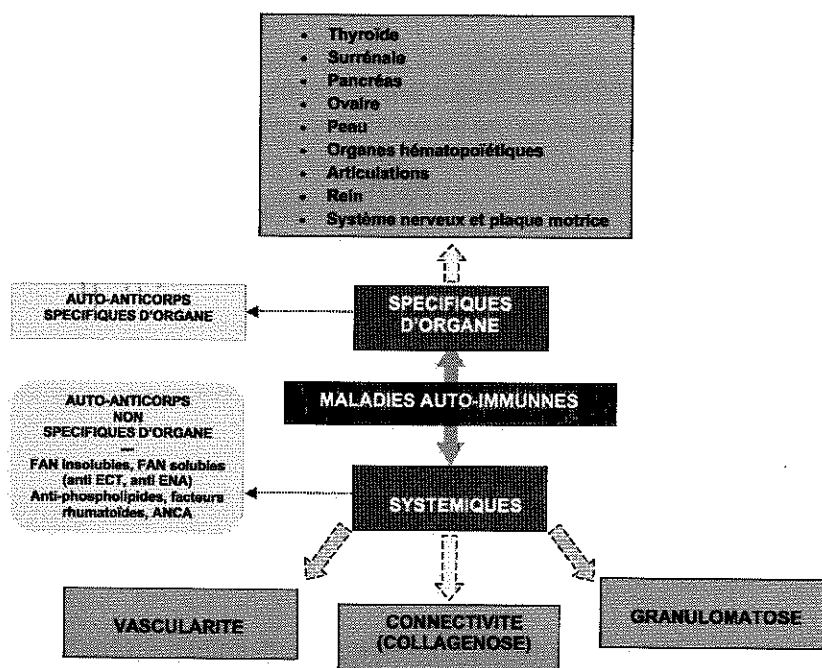 • Thyroïde
• Surrénale
• Pancréas
• Ovaire
• Peau
• Organes hématopoïétiques
• Articulations
• Rein
• Système nerveux et plaque motrice
AUTO-ANTICORPS
SPECIFIQUES D'ORGANE
SPECIFIQUES
D'ORGANE
MALADIES AUTO-IMMUNNES
AUTO-ANTICORPS
NON
SPECIFIQUES D'ORGANE
—
FAN insolubles, FAN solubles
(anti ECT, anti ENA)
Anti-phospholipides, facteurs
rhumatoïdes, ANCA
SYSTEMIQUES
VASCULARITE
CONNECTIVITE
(COLLAGENOSE)
GRANULOMATOSE